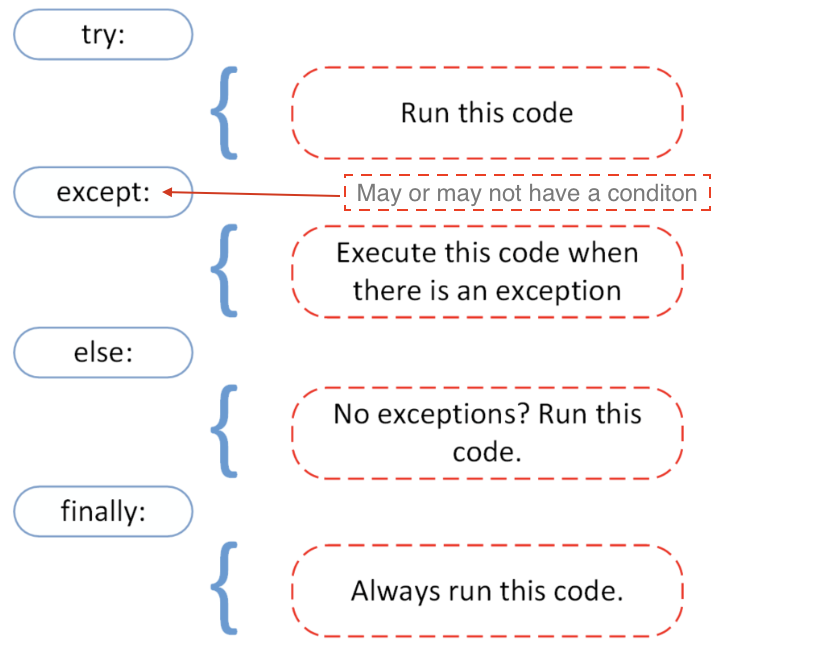 try:
Run this code
except:
May or may not have a conditon
Execute this code when
there is an exception
else:
No exceptions? Run this
code.
finally:
Always run this code.